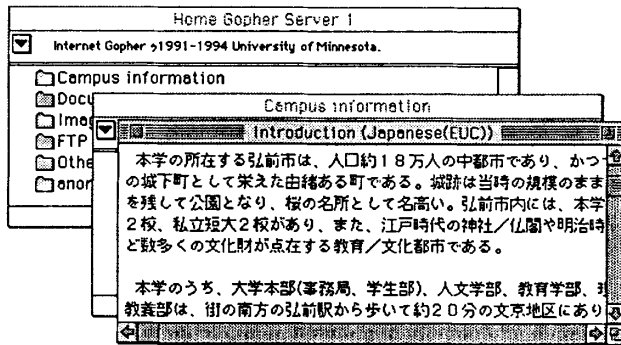 Home Gopher Server 1
Internet Gopher ｩ1991-1994 University of Minnesota.
Campus information
Docu
Imag
FTP
Othe
anor
Campus information
Introduction (Japanese(EUC))
本学の所在する弘前市は、人口約１８万人の中都市であり、かつ
の城下町として栄えた由緒ある町である。城跡は当時の規模のまま
を残して公園となり、桜の名所として名高い。弘前市内には、本学
２校、私立短大２校があり、また、江戸時代の神社／仏閣や明治時
ど数多くの文化財が点在する教育／文化都市である。
本学のうち、大学本部(事務局、学生部)、人文学部、教育学部、理
教養部は、街の南方の弘前駅から歩いて約２０分の文京地区にあり